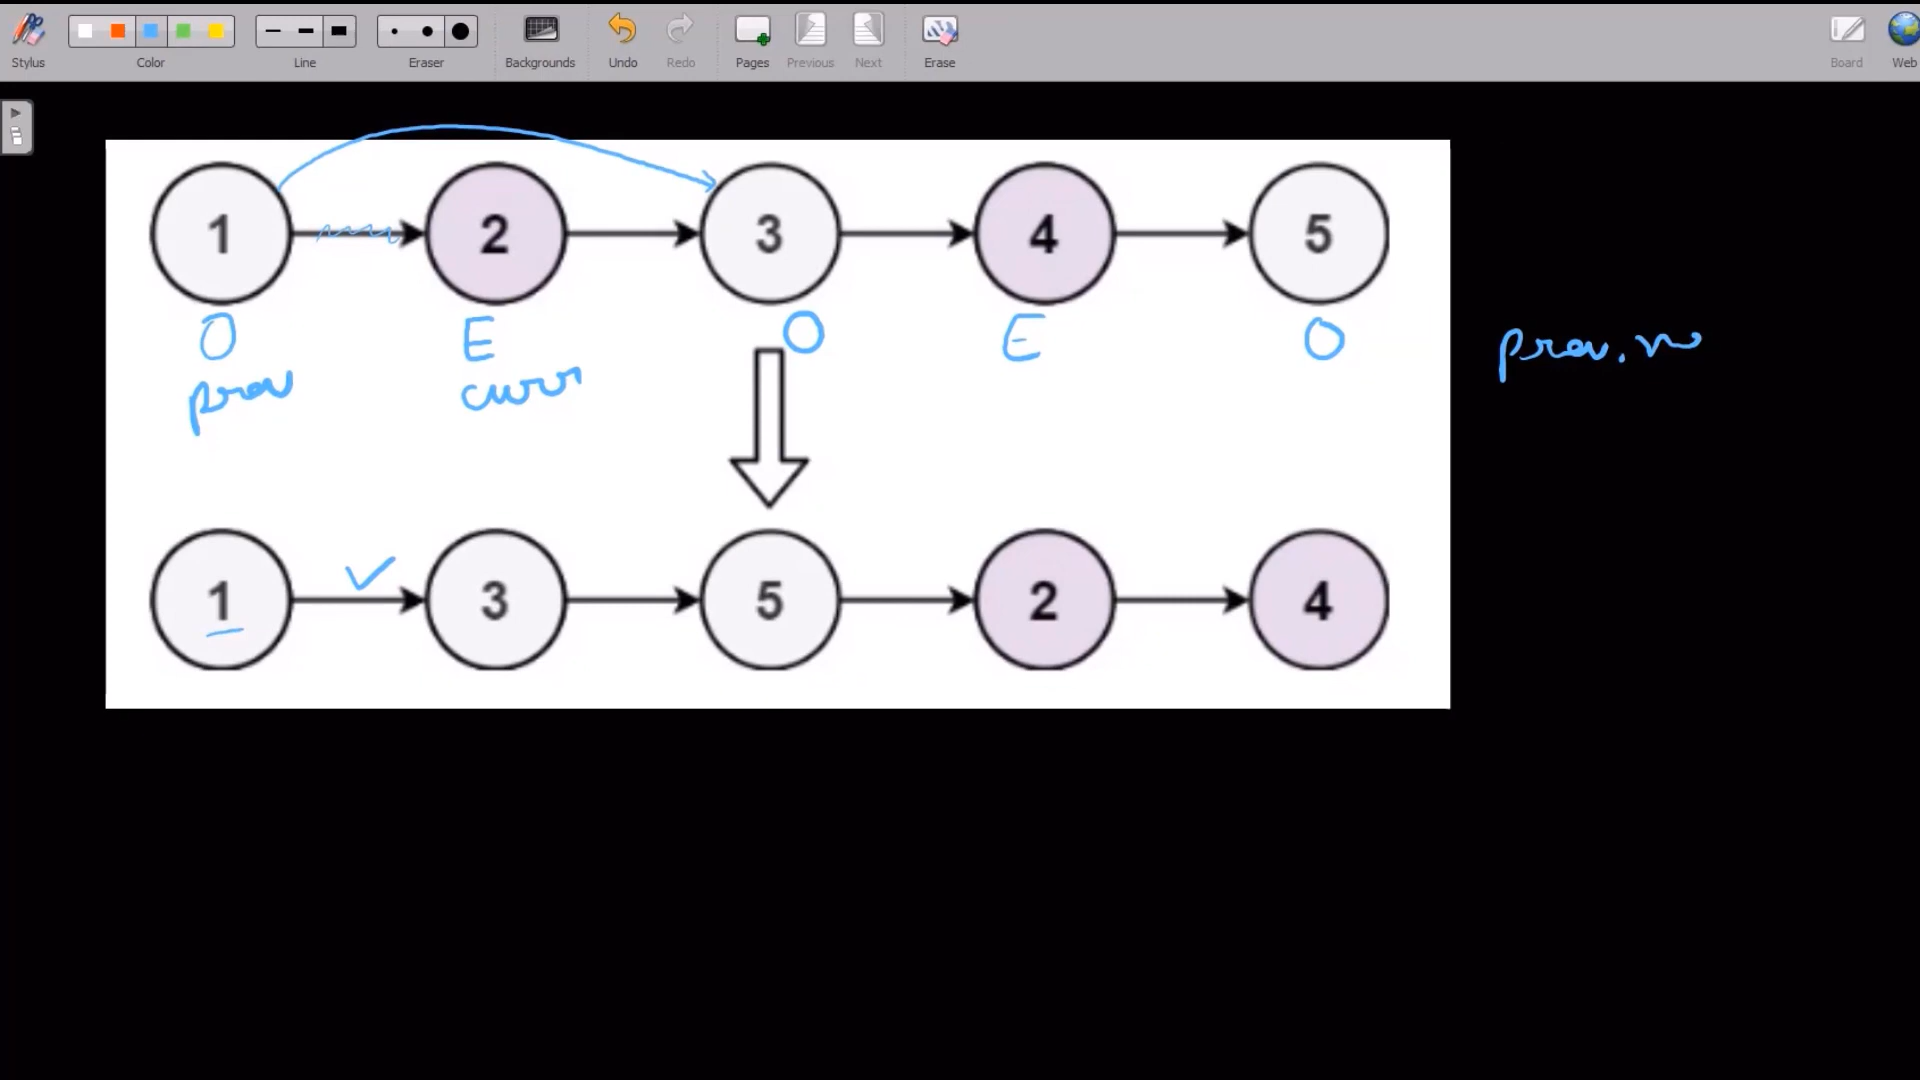 Stylus Color Line Eraser Backgrounds Undo Redo Pages Previous Next Erase Board Web
1 2 3 4 5
O E O E O
prev curr
prev.n
1 3 5 2 4